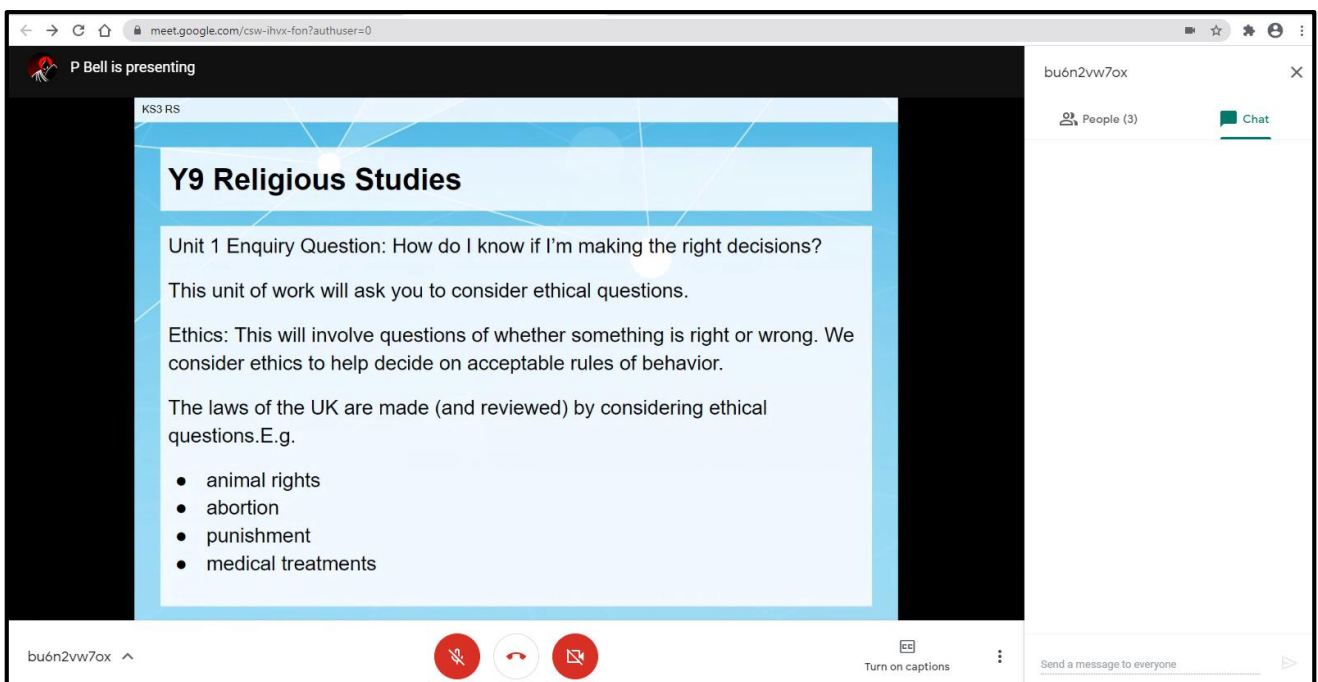 meet.google.com/csw-ihvx-fon?authuser=0
P Bell is presenting
KS3 RS
Y9 Religious Studies
Unit 1 Enquiry Question: How do I know if I'm making the right decisions?
This unit of work will ask you to consider ethical questions.
Ethics: This will involve questions of whether something is right or wrong. We
consider ethics to help decide on acceptable rules of behavior.
The laws of the UK are made (and reviewed) by considering ethical
questions.E.g.
● animal rights
● abortion
● punishment
● medical treatments
bu6n2vw7ox
People (3)
Chat
bu6n2vw7ox
CC
Turn on captions
Send a message to everyone